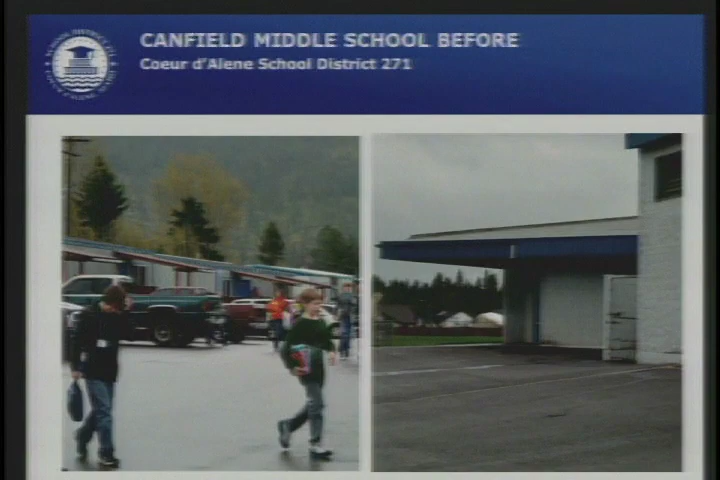 CANFIELD MIDDLE SCHOOL BEFORE
Coeur d'Alene School District 271